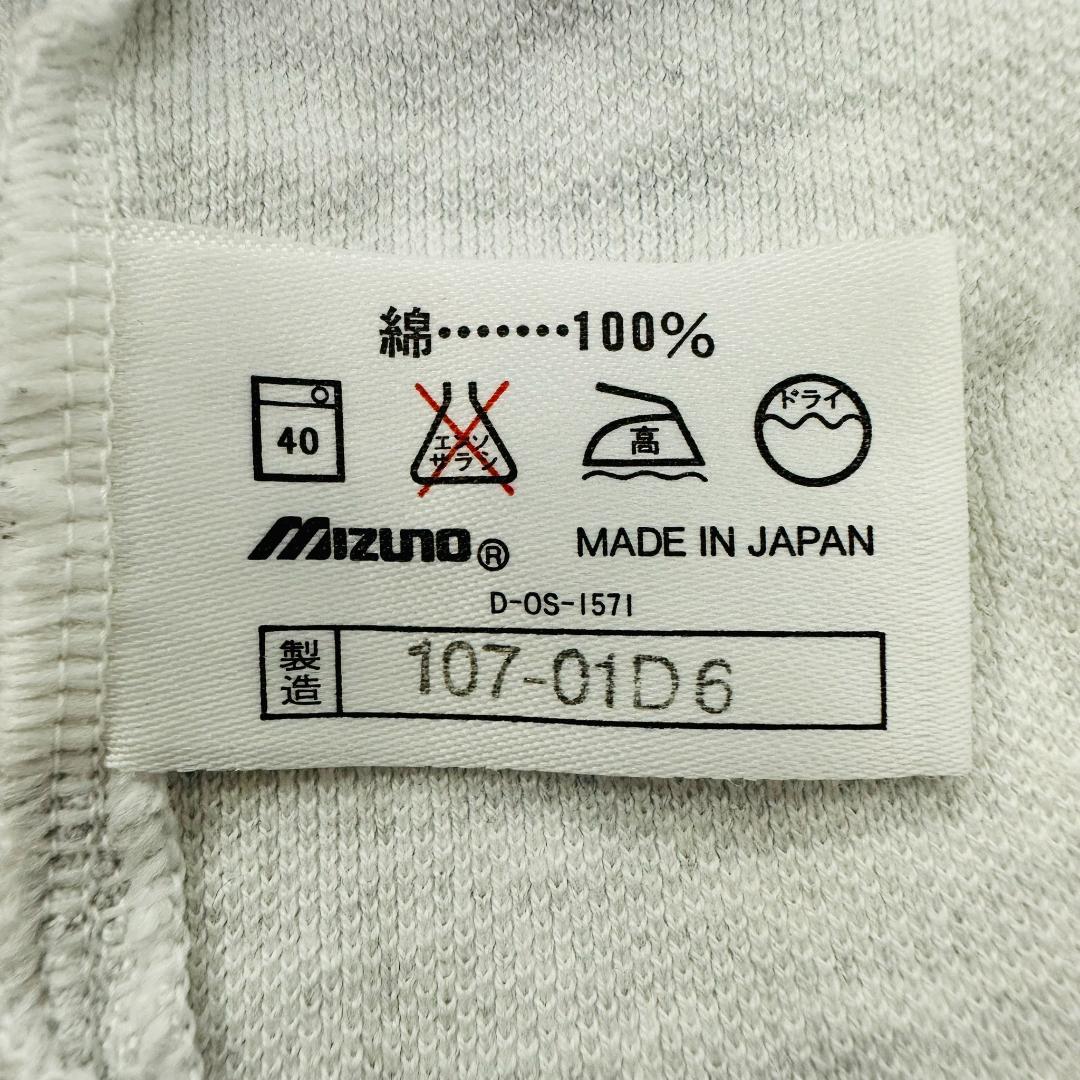 綿・・・・・・・100%
40 エンソサラシ 高 ドライ
MIZUNO® MADE IN JAPAN
D-OS-1571
製造 107-01D6